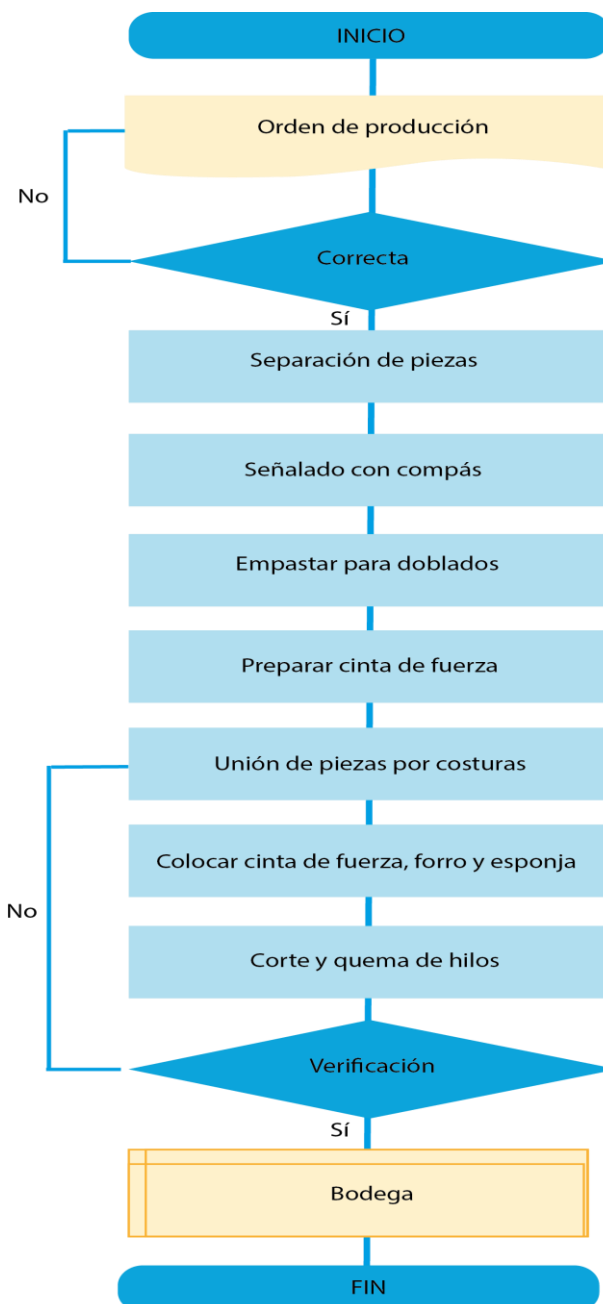 INICIO
Orden de producción
No
Correcta
Sí
Separación de piezas
Señalado con compás
Empastar para doblados
Preparar cinta de fuerza
Unión de piezas por costuras
Colocar cinta de fuerza, forro y esponja
No
Corte y quema de hilos
Verificación
Sí
Bodega
FIN